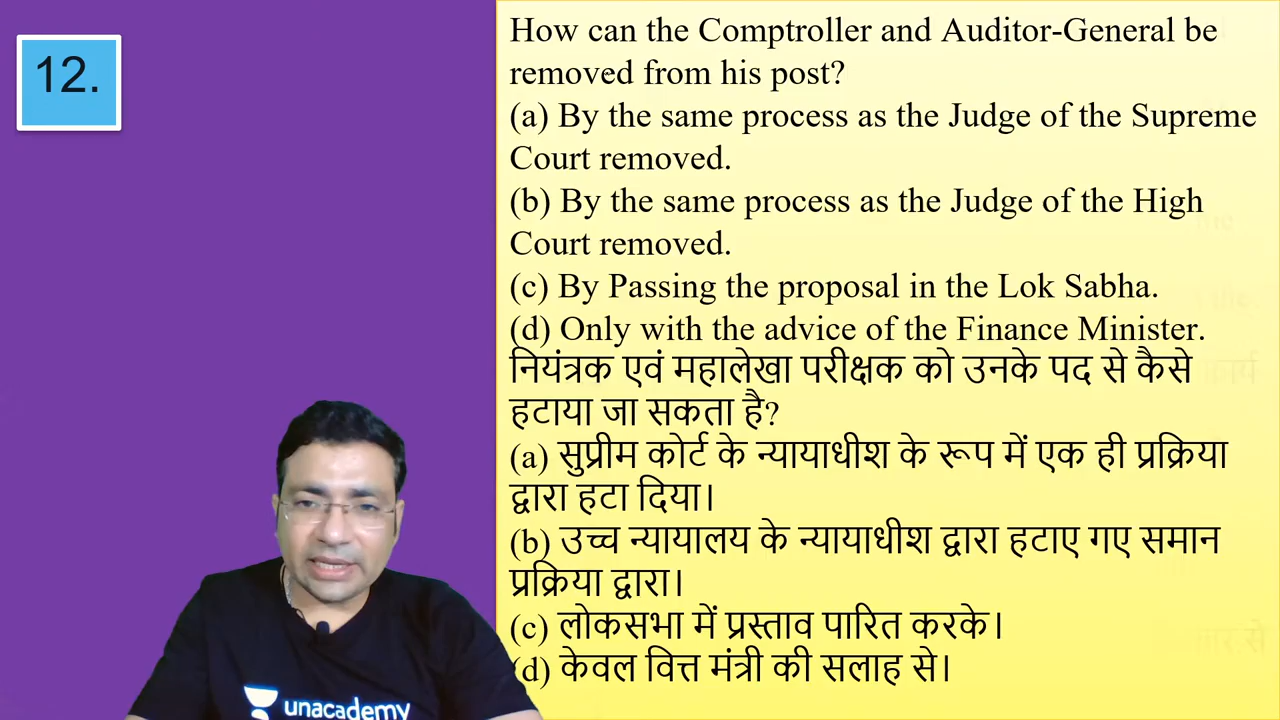 12.
How can the Comptroller and Auditor-General be
removed from his post?
(a) By the same process as the Judge of the Supreme
Court removed.
(b) By the same process as the Judge of the High
Court removed.
(c) By Passing the proposal in the Lok Sabha.
(d) Only with the advice of the Finance Minister.
नियंत्रक एवं महालेखा परीक्षक को उनके पद से कैसे
हटाया जा सकता है?
(a) सुप्रीम कोर्ट के न्यायाधीश के रूप में एक ही प्रक्रिया
द्वारा हटा दिया।
(b) उच्च न्यायालय के न्यायाधीश द्वारा हटाए गए समान
प्रक्रिया द्वारा।
(c) लोकसभा में प्रस्ताव पारित करके।
(d) केवल वित्त मंत्री की सलाह से।
unacademy